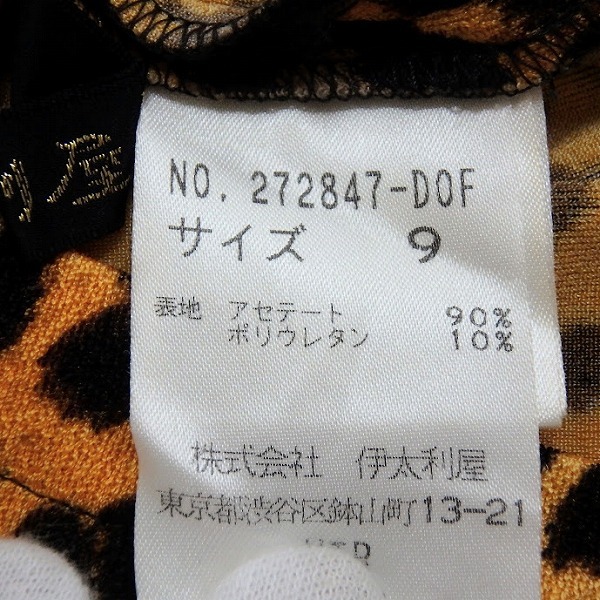 利屋
NO. 272847-DOF
サイズ 9
表地 アセテート 90%
ポリウレタン 10%
株式会社 伊太利屋
東京都渋谷区鉢山町13-21